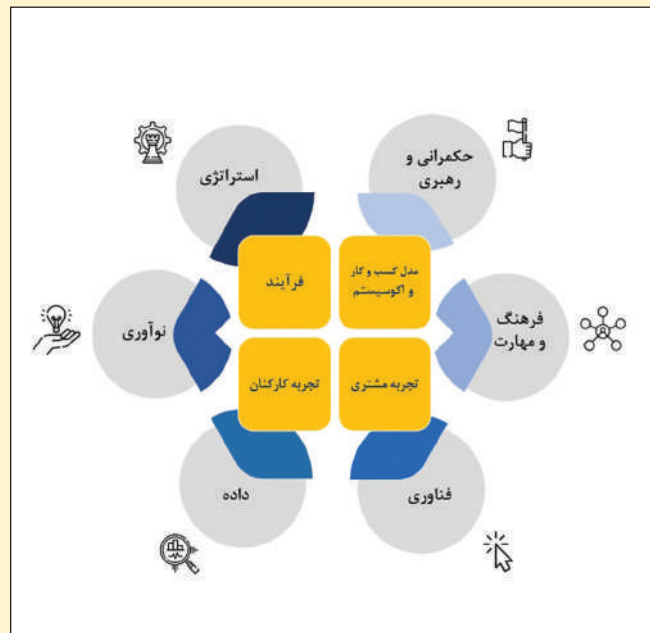 حکمرانی و
رهبری
استراتژی
مدل کسب و کار
و اکوسیستم
فرآیند
فرهنگ
و مهارت
نوآوری
تجربه مشتری
تجربه کارکنان
فناوری
داده